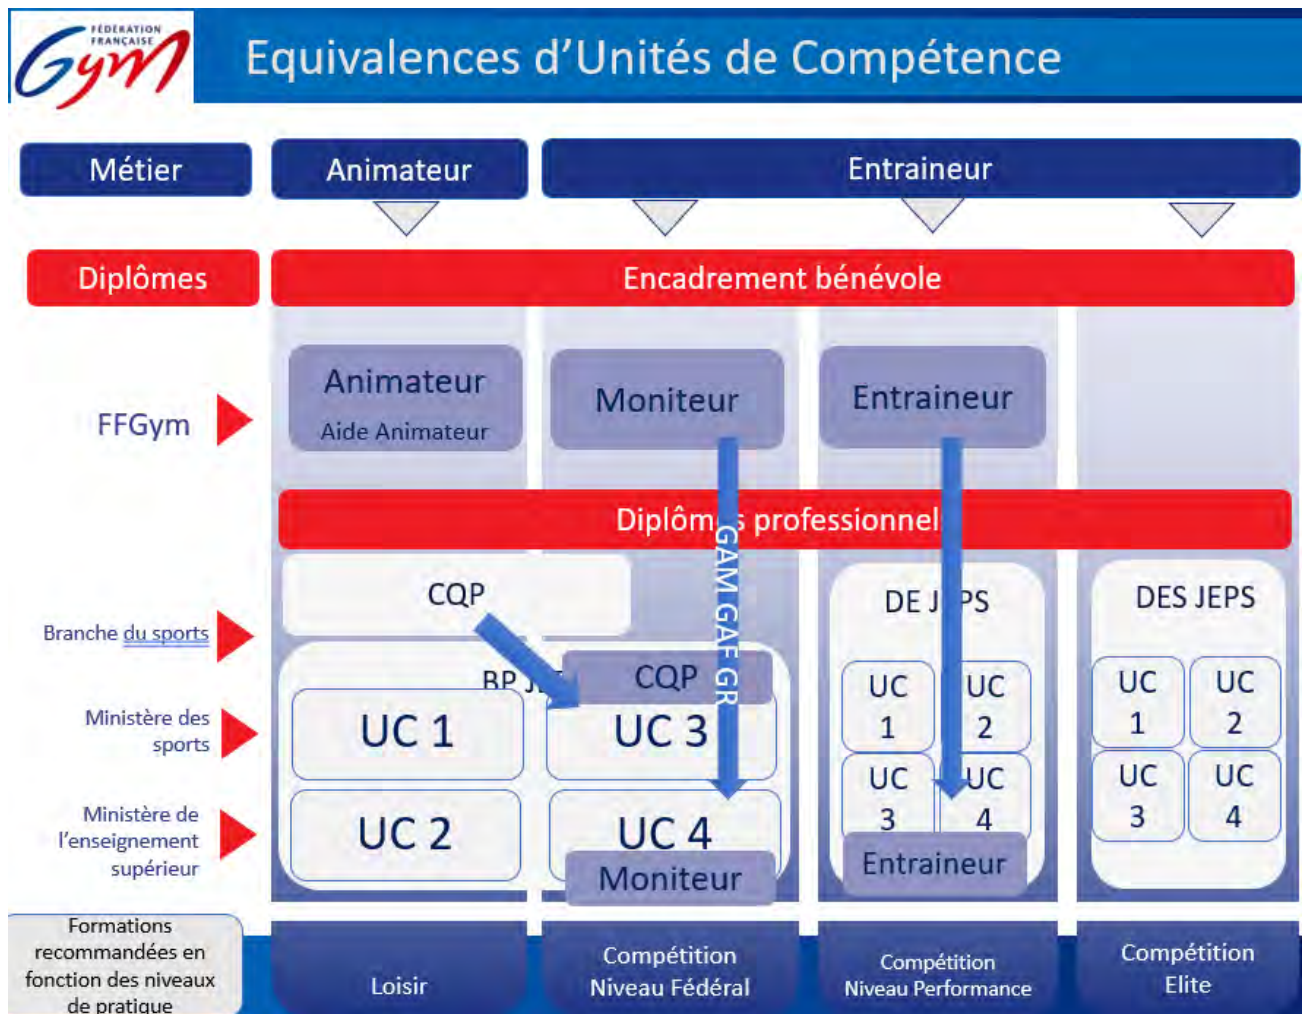 FÉDÉRATION
FRANÇAISE
Gym
Equivalences d’Unités de Compétence
Métier
Animateur
Entraineur
Diplômes
Encadrement bénévole
FFGym
Animateur
Aide Animateur
Moniteur
Entraineur
Diplômes professionnel
GAM GAF GR
CQP
DE JEPS
DES JEPS
Branche du sports
BP
CQP
UC 1
UC 3
UC 2
UC 4
Moniteur
UC
1
UC
2
UC
3
UC
4
Entraineur
UC
1
UC
2
UC
3
UC
4
Ministère des
sports
Ministère de
l’enseignement
supérieur
Formations
recommandées en
fonction des niveaux
de pratique
Loisir
Compétition
Niveau Fédéral
Compétition
Niveau Performance
Compétition
Elite